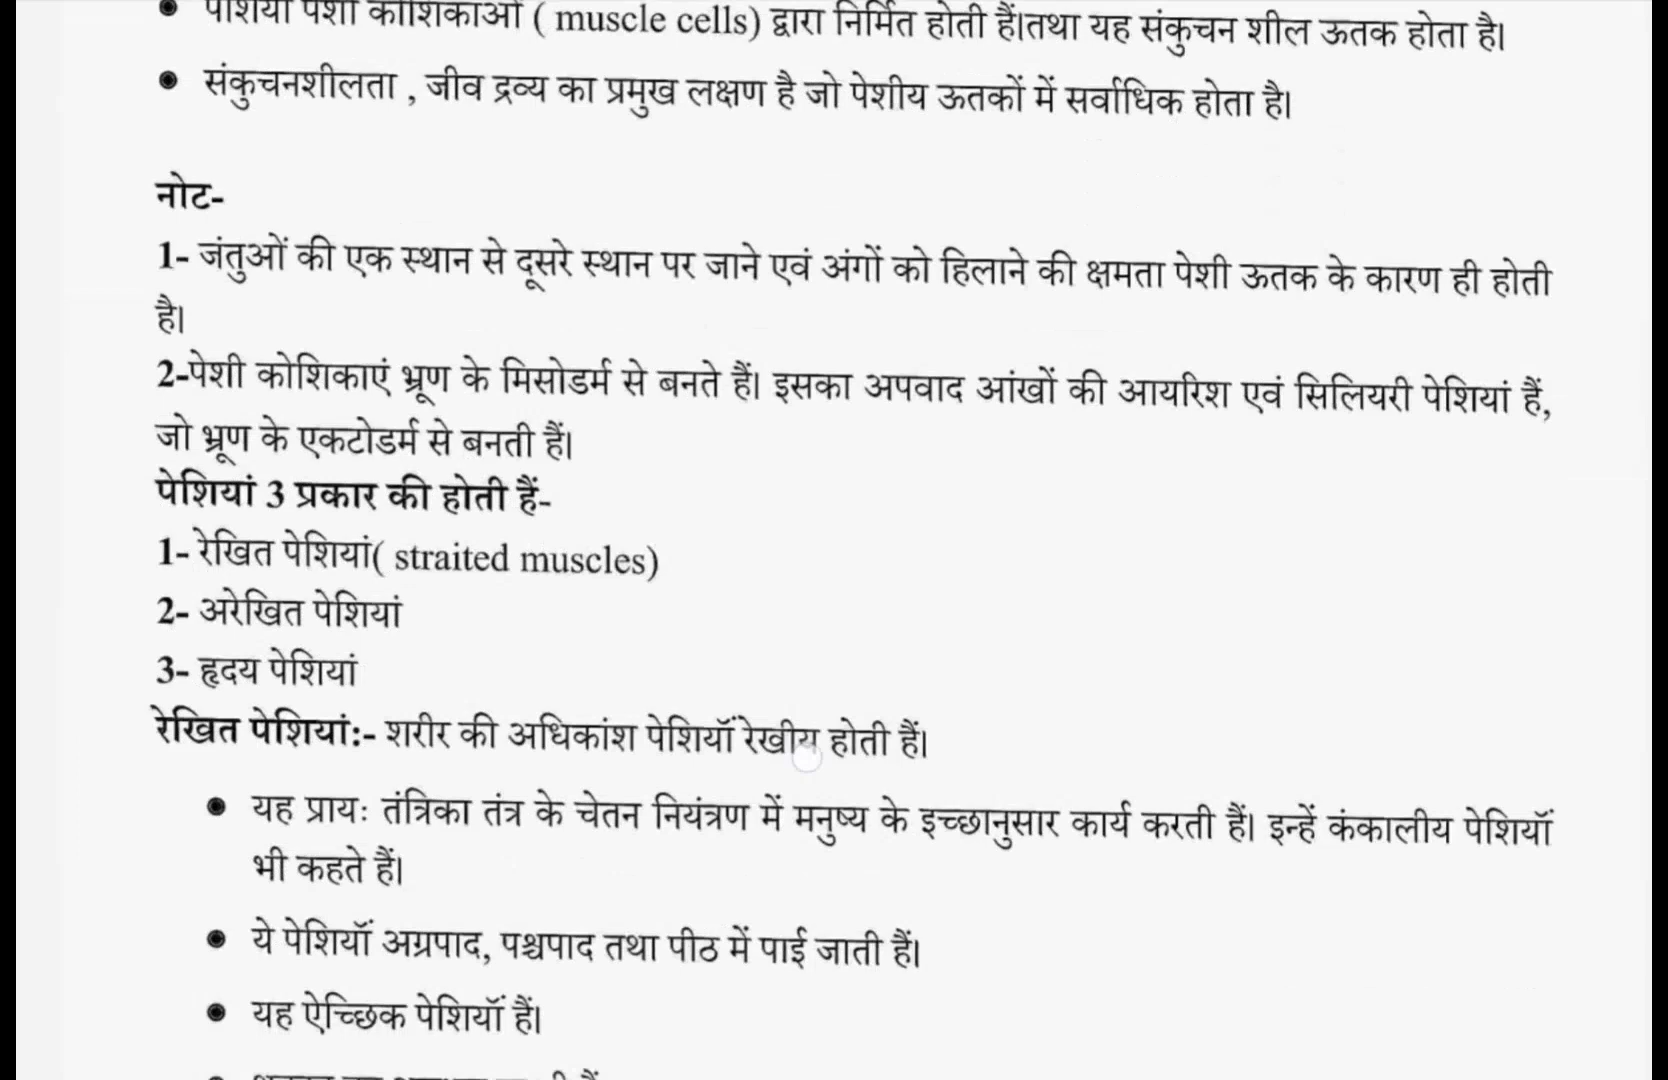 पेशियां पेशी कोशिकाओं ( muscle cells) द्वारा निर्मित होती हैं।तथा यह संकुचन शील ऊतक होता है।
संकुचनशीलता , जीव द्रव्य का प्रमुख लक्षण है जो पेशीय ऊतकों में सर्वाधिक होता है।
नोट-
1- जंतुओं की एक स्थान से दूसरे स्थान पर जाने एवं अंगों को हिलाने की क्षमता पेशी ऊतक के कारण ही होती
है।
2-पेशी कोशिकाएं भ्रूण के मिसोडर्म से बनते हैं। इसका अपवाद आंखों की आयरिश एवं सिलियरी पेशियां हैं,
जो भ्रूण के एकटोडर्म से बनती हैं।
पेशियां 3 प्रकार की होती हैं-
1- रेखित पेशियां( straited muscles)
2- अरेखित पेशियां
3- हृदय पेशियां
रेखित पेशियां:- शरीर की अधिकांश पेशियॉं रेखीय होती हैं।
यह प्रायः तंत्रिका तंत्र के चेतन नियंत्रण में मनुष्य के इच्छानुसार कार्य करती हैं। इन्हें कंकालीय पेशियॉं
भी कहते हैं।
ये पेशियॉं अग्रपाद, पश्चपाद तथा पीठ में पाई जाती हैं।
यह ऐच्छिक पेशियॉं हैं।